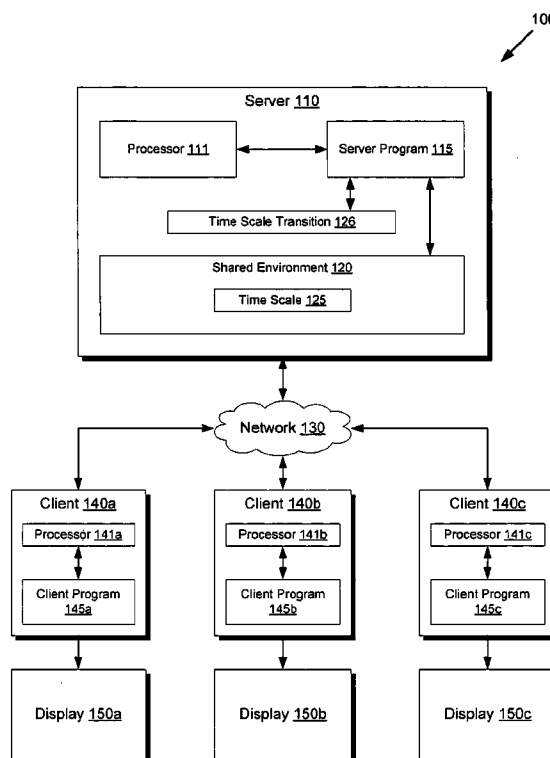 100
Server 110
Processor 111
Server Program 115
Time Scale Transition 126
Shared Environment 120
Time Scale 125
Network 130
Client 140a
Client 140b
Client 140c
Processor 141a
Processor 141b
Processor 141c
Client Program
145a
Client Program
145b
Client Program
145c
Display 150a
Display 150b
Display 150c